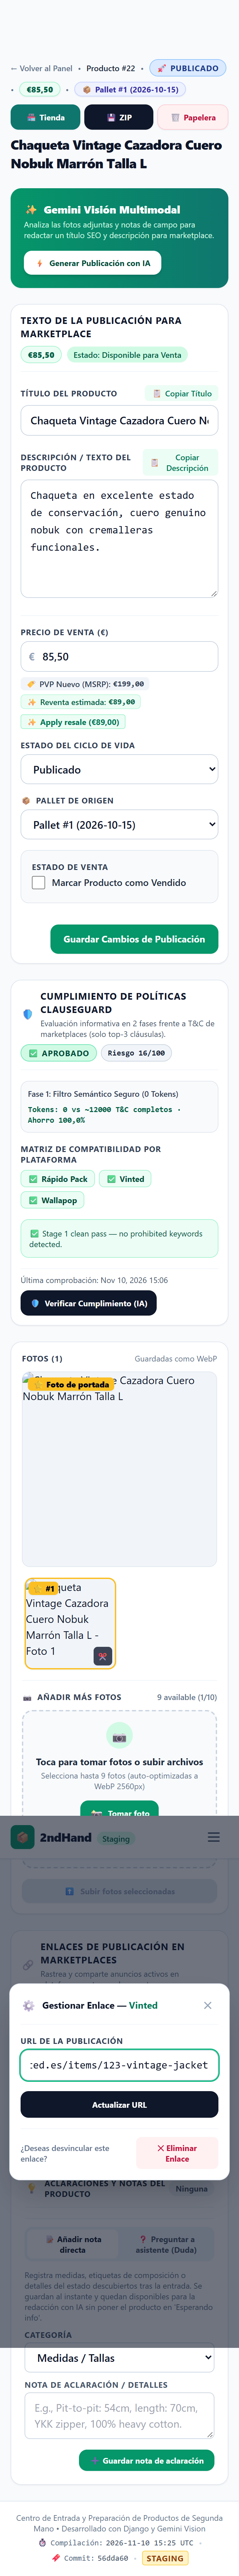 ← Volver al Panel • Producto #22 • 🚀 PUBLICADO
• €85,50 • 📦 Pallet #1 (2026-10-15)
🏪 Tienda 💾 ZIP 🗑️ Papelera
Chaqueta Vintage Cazadora Cuero
Nobuk Marrón Talla L
✨ Gemini Visión Multimodal
Analiza las fotos adjuntas y notas de campo para
redactar un título SEO y descripción para marketplace.
⚡ Generar Publicación con IA
TEXTO DE LA PUBLICACIÓN PARA
MARKETPLACE
€85,50 Estado: Disponible para Venta
TÍTULO DEL PRODUCTO
📋 Copiar Título
Chaqueta Vintage Cazadora Cuero N
DESCRIPCIÓN / TEXTO DEL
PRODUCTO
📋 Copiar
Descripción
Chaqueta en excelente estado
de conservación, cuero genuino
nobuk con cremalleras
funcionales.
PRECIO DE VENTA (€)
€ 85,50
🏷️ PVP Nuevo (MSRP): €199,00
✨ Reventa estimada: €89,00
✨ Apply resale (€89,00)
ESTADO DEL CICLO DE VIDA
Publicado
📦 PALLET DE ORIGEN
Pallet #1 (2026-10-15)
ESTADO DE VENTA
Marcar Producto como Vendido
Guardar Cambios de Publicación
CUMPLIMIENTO DE POLÍTICAS
CLAUSEGUARD
Evaluación informativa en 2 fases frente a T&C de
marketplaces (solo top-3 cláusulas).
✅ APROBADO Riesgo 16/100
Fase 1: Filtro Semántico Seguro (0 Tokens)
Tokens: 0 vs ~12000 T&C completos ·
Ahorro 100,0%
MATRIZ DE COMPATIBILIDAD POR
PLATAFORMA
✅ Rápido Pack ✅ Vinted
✅ Wallapop
✅ Stage 1 clean pass — no prohibited keywords
detected.
Última comprobación: Nov 10, 2026 15:06
🛡️ Verificar Cumplimiento (IA)
FOTOS (1) Guardadas como WebP
⭐ Foto de portada
Cazadora Cuero
Nobuk Marrón Talla L
⭐ #1
Vintage Cazadora
Cuero Nobuk
Marrón Talla L -
Foto 1
📷 AÑADIR MÁS FOTOS 9 available (1/10)
Toca para tomar fotos o subir archivos
Selecciona hasta 9 fotos (auto-optimizadas a
WebP 2560px)
Tomar foto
2ndHand Staging
⬆️ Subir fotos seleccionadas
ENLACES DE PUBLICACIÓN EN
MARKETPLACES
Rastrea y comparte anuncios activos en
⚙️ Gestionar Enlace — Vinted ✕
URL DE LA PUBLICACIÓN
:ed.es/items/123-vintage-jacket
Actualizar URL
¿Deseas desvincular este
enlace?
❌ Eliminar
Enlace
ACLARACIONES Y NOTAS DEL
PRODUCTO
Ninguna
Añadir nota
directa
❓ Preguntar a
asistente (Duda)
Registra medidas, etiquetas de composición o
detalles del estado descubiertos tras la entrada. Se
guardan al instante y quedan disponibles para la
redacción con IA sin poner el producto en 'Esperando
info'.
CATEGORÍA
Medidas / Tallas
NOTA DE ACLARACIÓN / DETALLES
E.g., Pit-to-pit: 54cm, length: 70cm,
YKK zipper, 100% heavy cotton.
➕ Guardar nota de aclaración
Centro de Entrada y Preparación de Productos de Segunda
Mano • Desarrollado con Django y Gemini Vision
Compilación: 2026-11-10 15:25 UTC ·
Commit: 56dda60 · STAGING